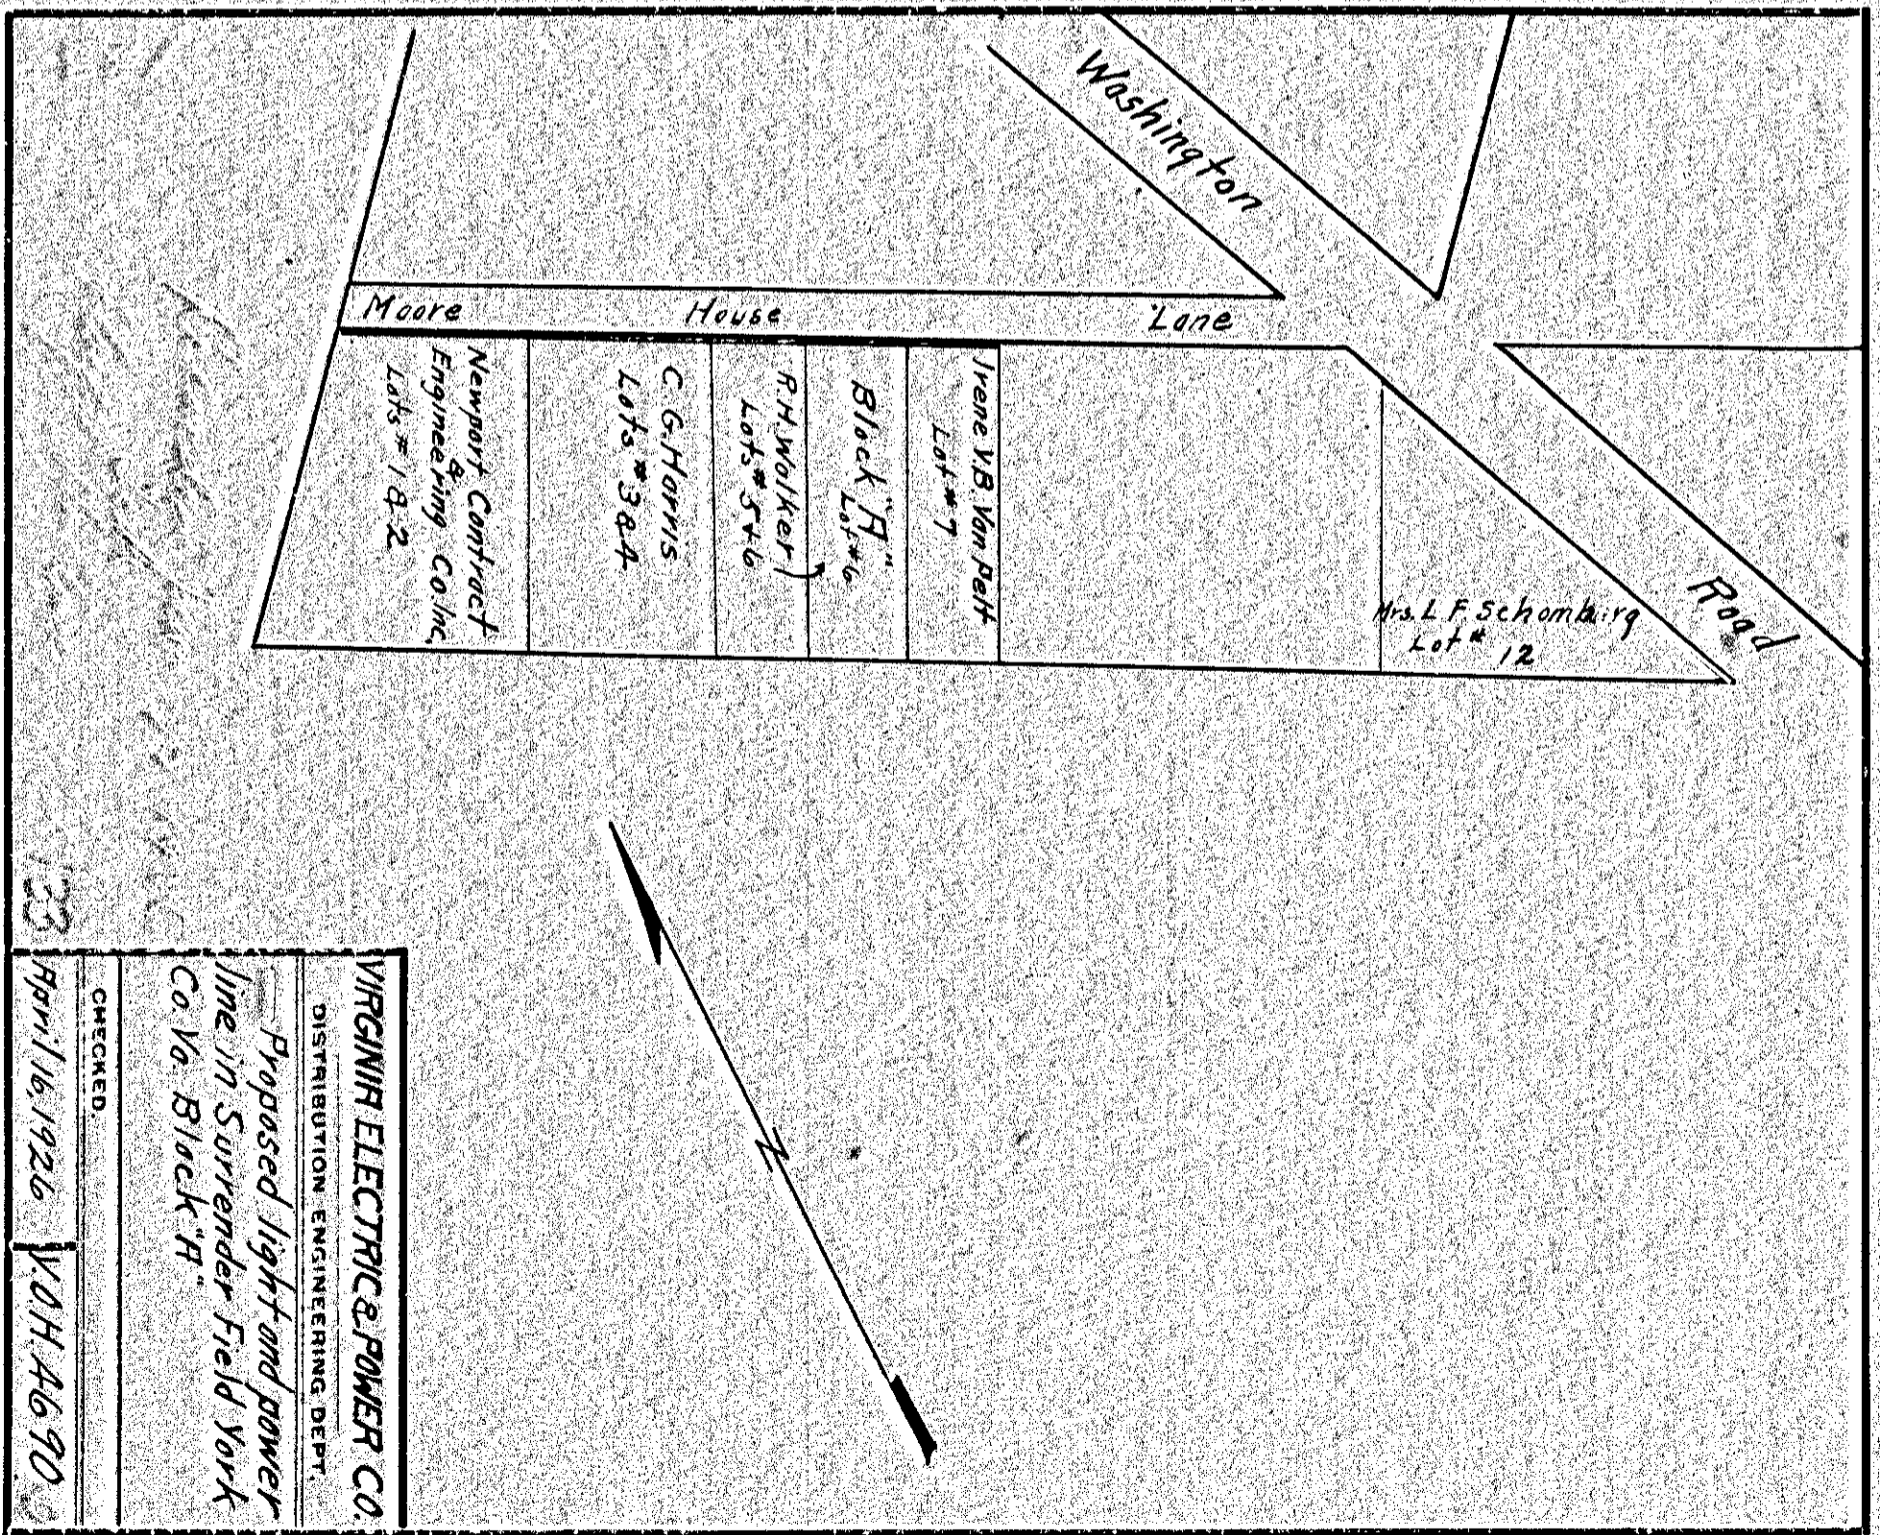 Washington
Road
Moore House Lane
Newport Contract
&
Engineering Co. Inc.
Lots # 1 & 2
C. G. Harris
Lots # 3 & 4
R. H. Walker
Lots # 5 + 6
Block "A"
Lot # 6
Irene V. B. Van Pelt
Lot # 7
Mrs. L F Schomburg
Lot # 12
N
VIRGINIA ELECTRIC & POWER CO.
DISTRIBUTION ENGINEERING DEPT.
Proposed light and power
line in Surrender Field York
Co. Va. Block "A"
CHECKED
April 16, 1926 V.O.H. A6 90